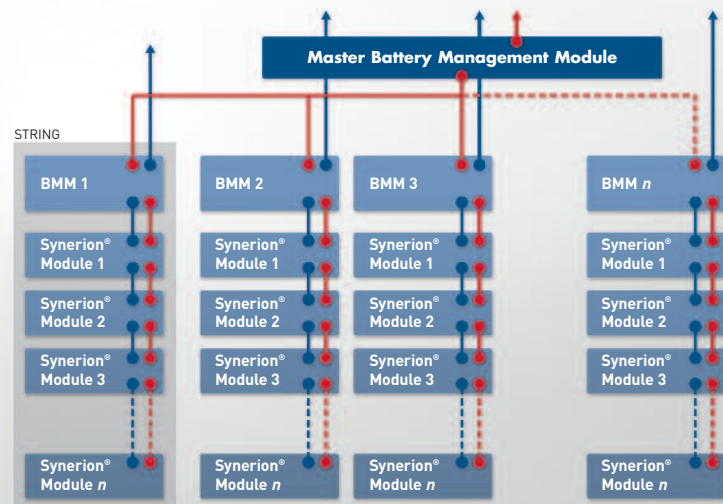 Master Battery Management Module
STRING
BMM 1
BMM 2
BMM 3
BMM n
Synerion®
Module 1
Synerion®
Module 1
Synerion®
Module 1
Synerion®
Module 1
Synerion®
Module 2
Synerion®
Module 2
Synerion®
Module 2
Synerion®
Module 2
Synerion®
Module 3
Synerion®
Module 3
Synerion®
Module 3
Synerion®
Module 3
Synerion®
Module n
Synerion®
Module n
Synerion®
Module n
Synerion®
Module n